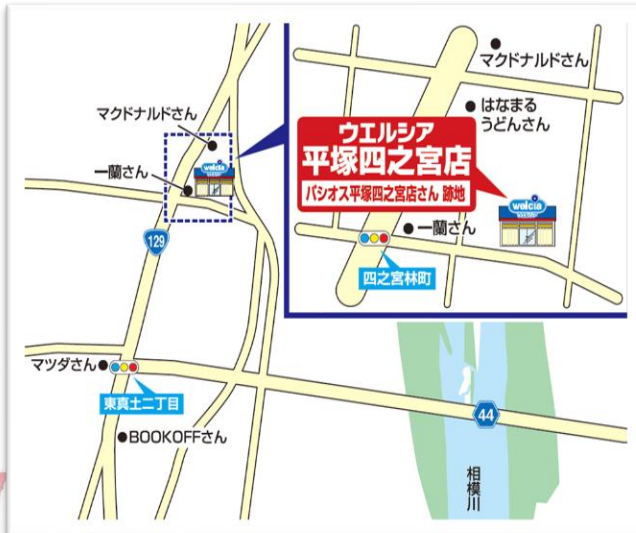 マクドナルドさん
一蘭さん
welcia
129
マツダさん
東真土二丁目
BOOKOFFさん
44
相模川
マクドナルドさん
はなまる
うどんさん
ウエルシア
平塚四之宮店
パシオス平塚四之宮店さん 跡地
welcia
一蘭さん
四之宮林町